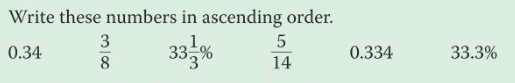 Write these numbers in ascending order.
0.34 3/8 33 1/3% 5/14 0.334 33.3%